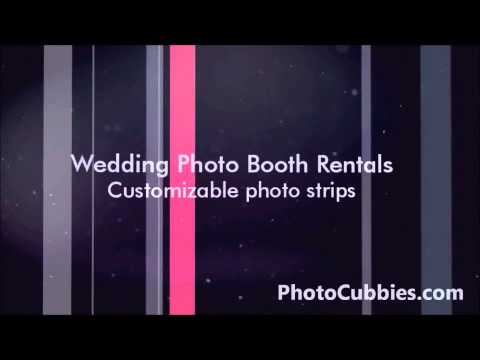 Wedding Photo Booth Rentals
Customizable photo strips
PhotoCubbies.com